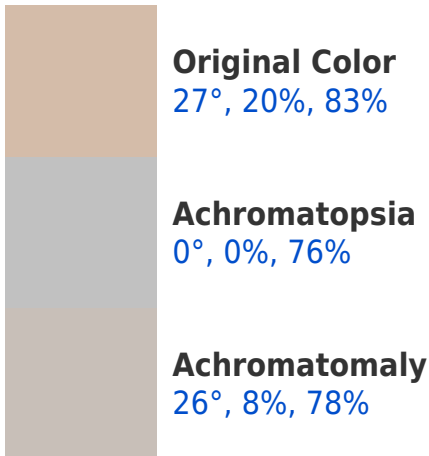 Original Color
27°, 20%, 83%
Achromatopsia
0°, 0%, 76%
Achromatomaly
26°, 8%, 78%